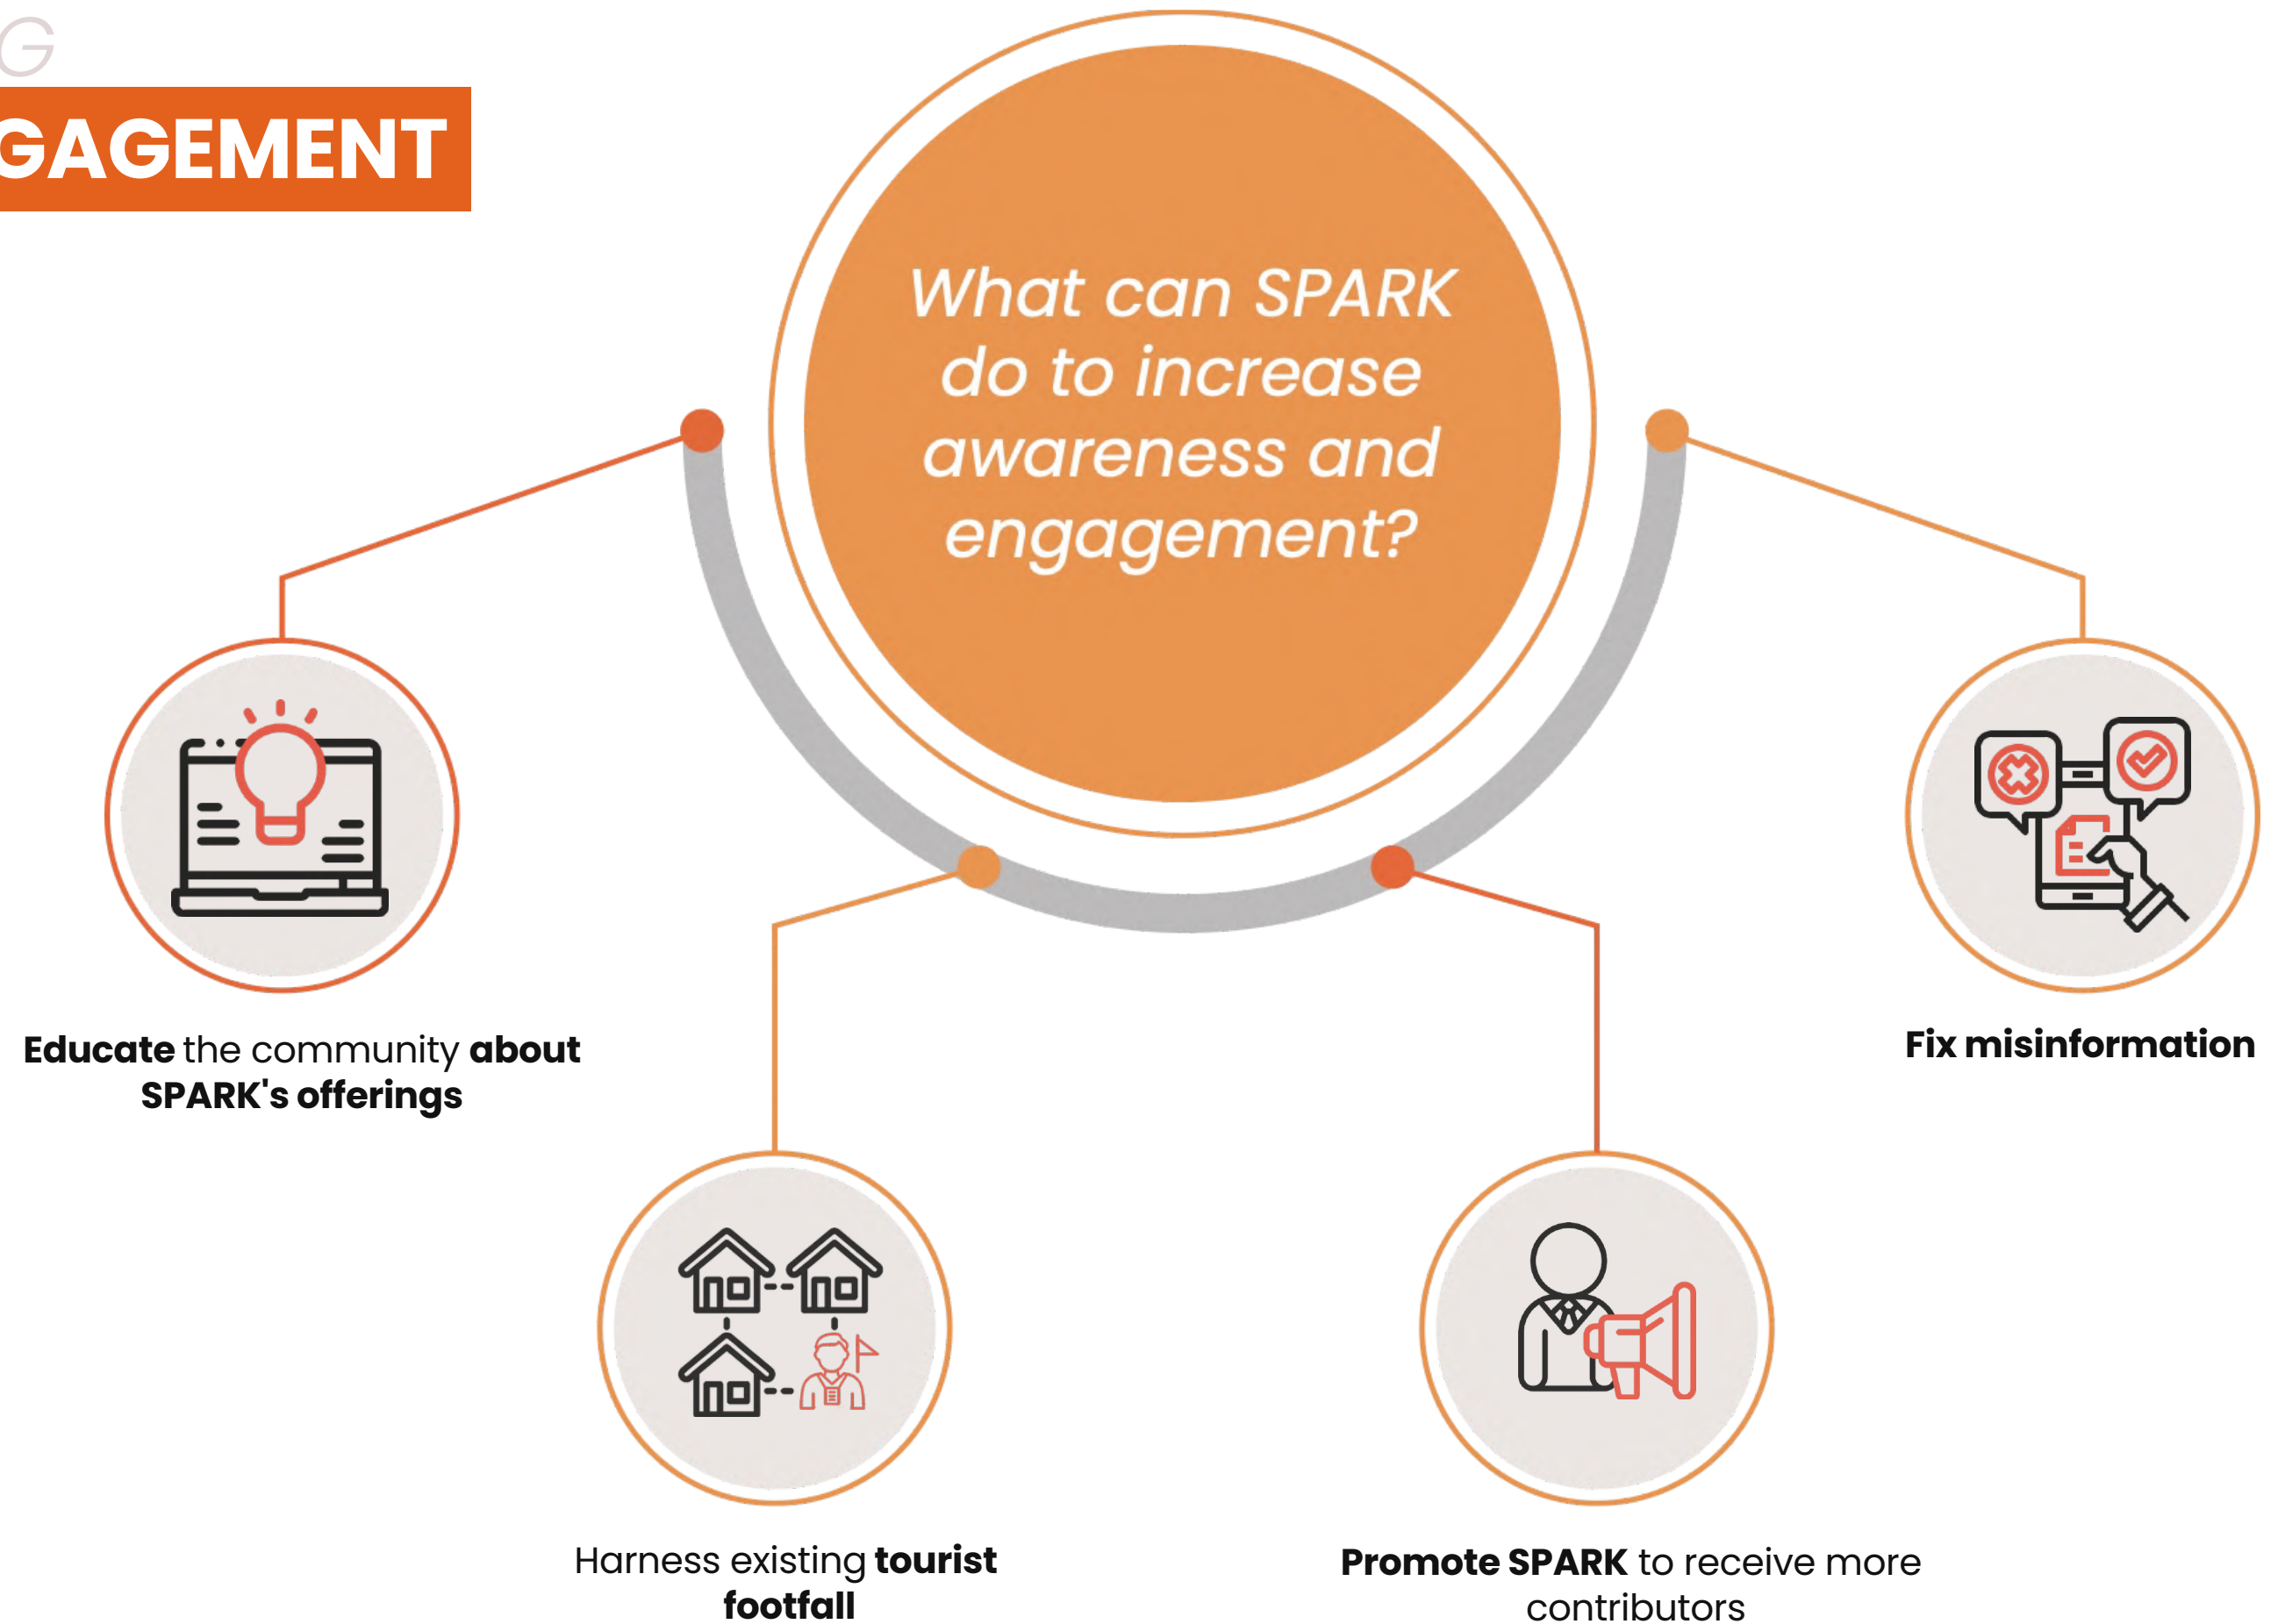 G
GAGEMENT
What can SPARK
do to increase
awareness and
engagement?
Educate the community about
SPARK's offerings
Fix misinformation
Harness existing tourist
footfall
Promote SPARK to receive more
contributors